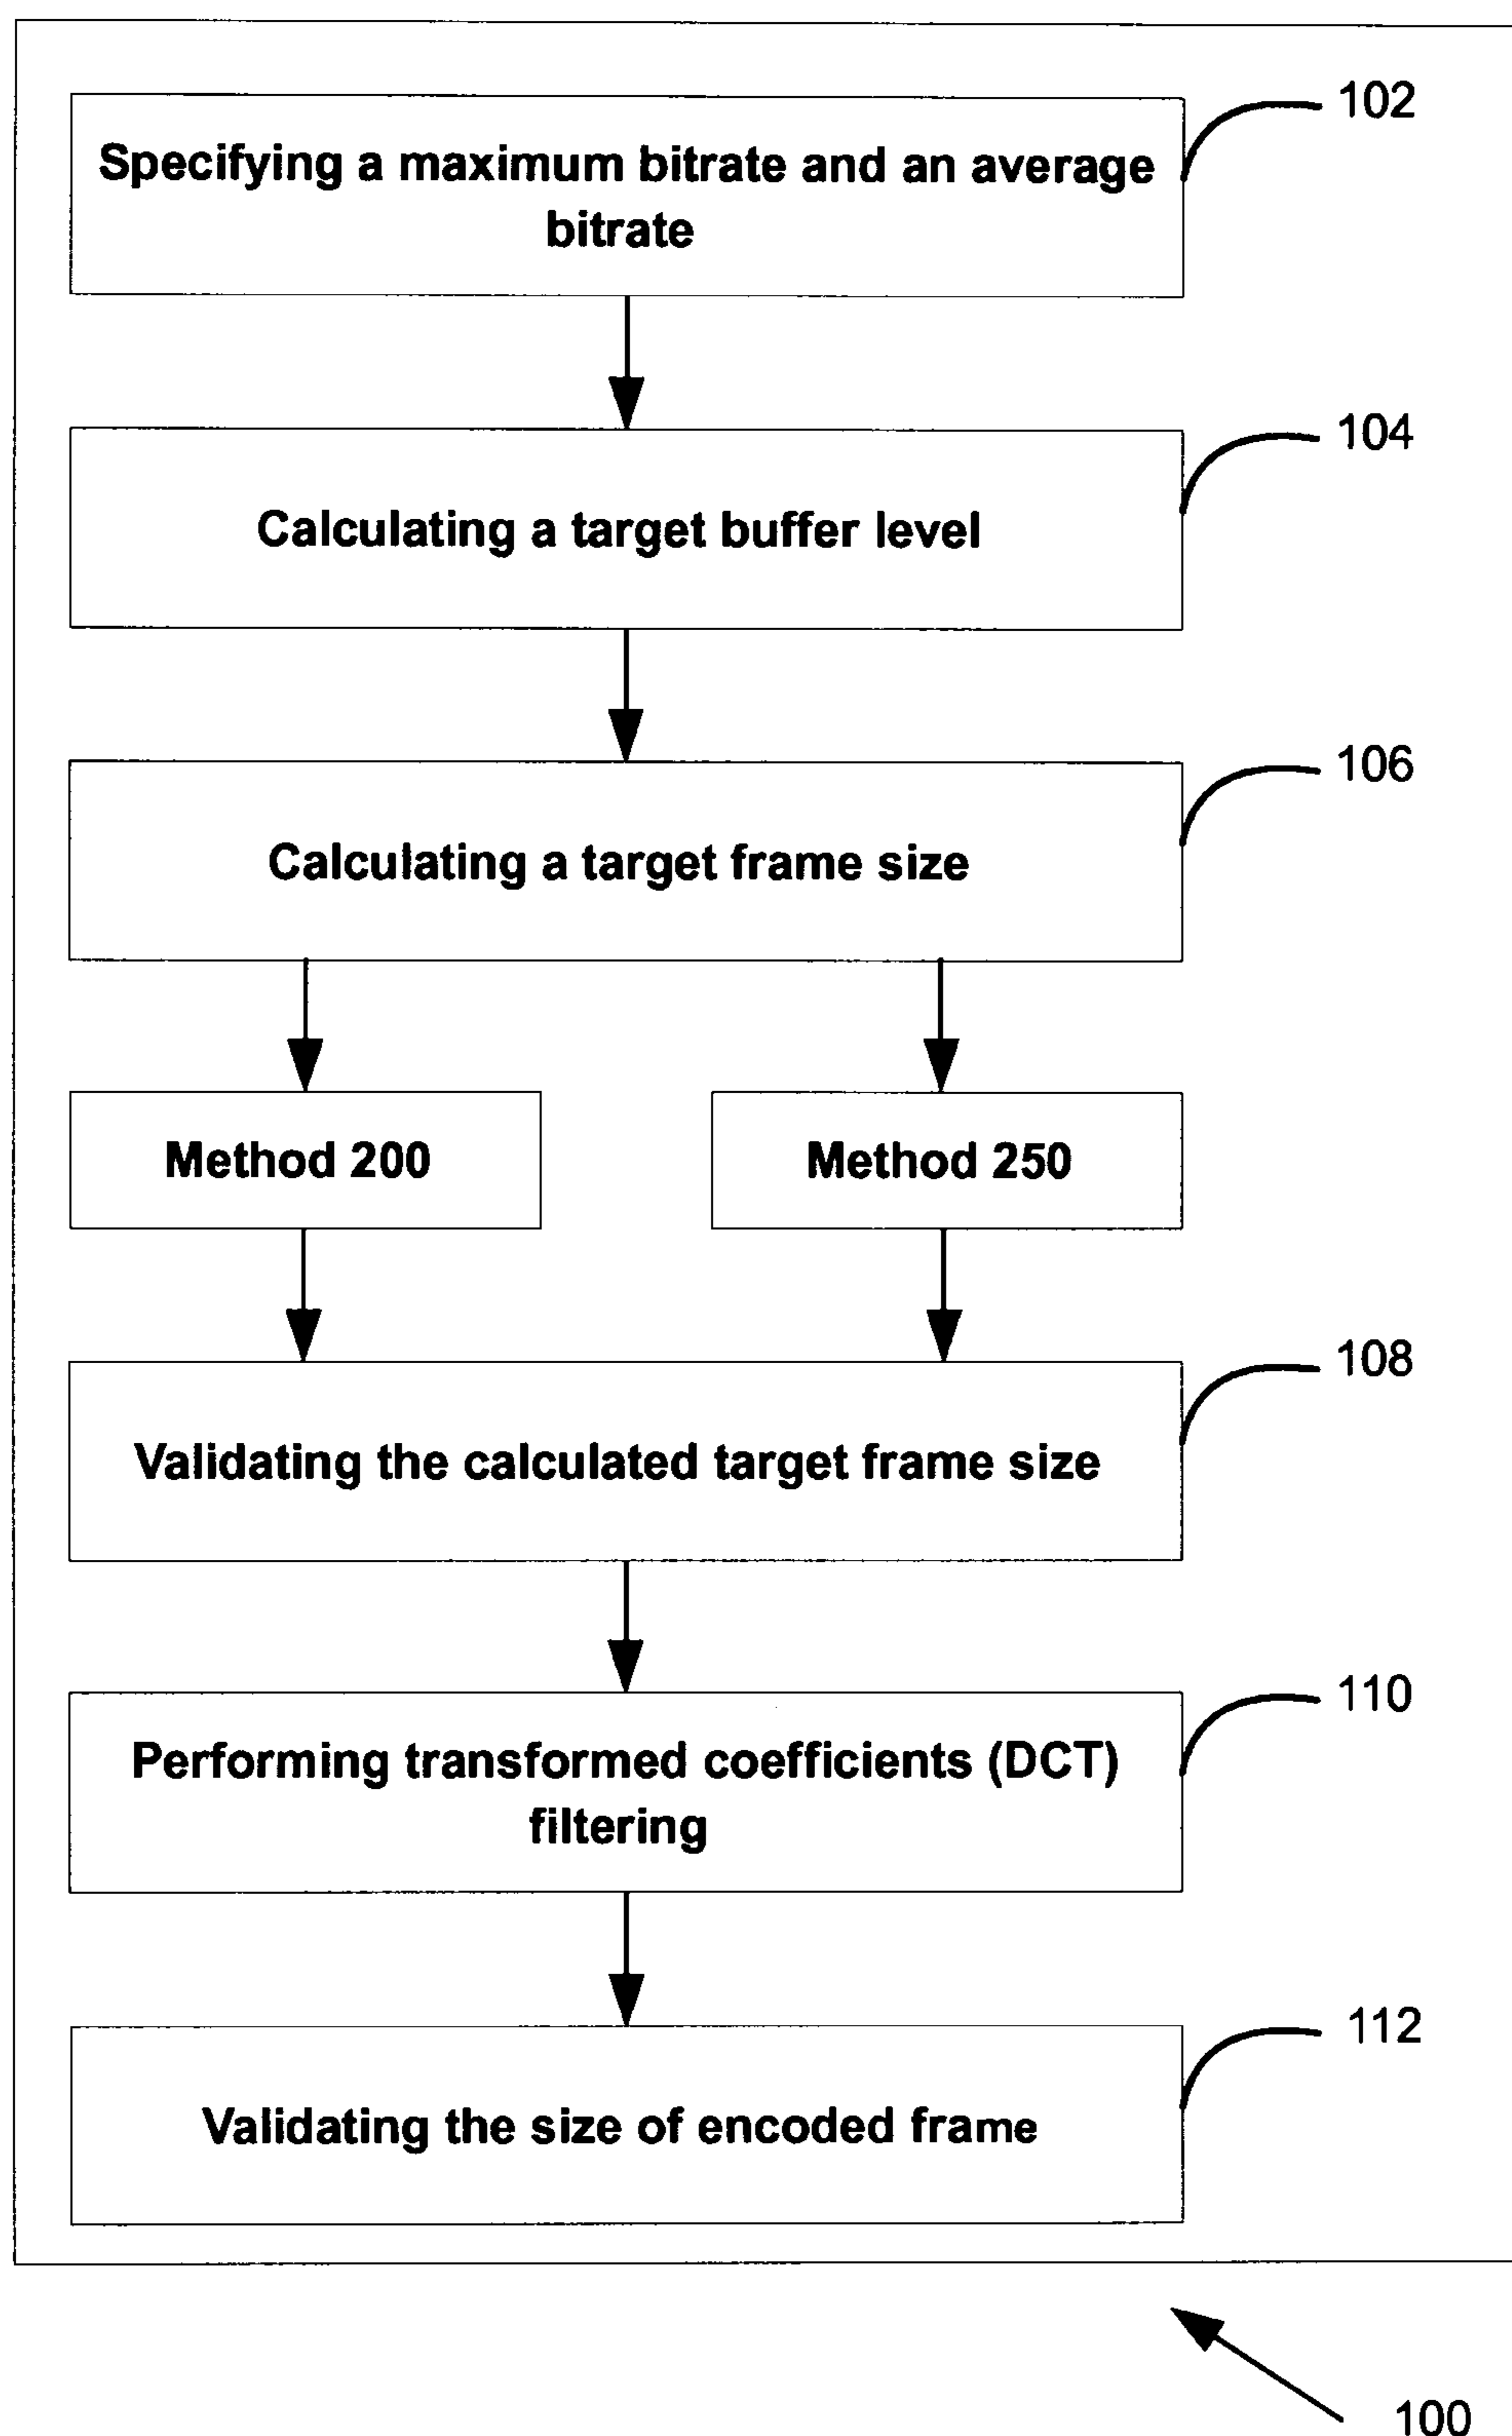 102
Specifying a maximum bitrate and an average
bitrate
104
Calculating a target buffer level
106
Calculating a target frame size
Method 200
Method 250
108
Validating the calculated target frame size
110
Performing transformed coefficients (DCT)
filtering
112
Validating the size of encoded frame
100